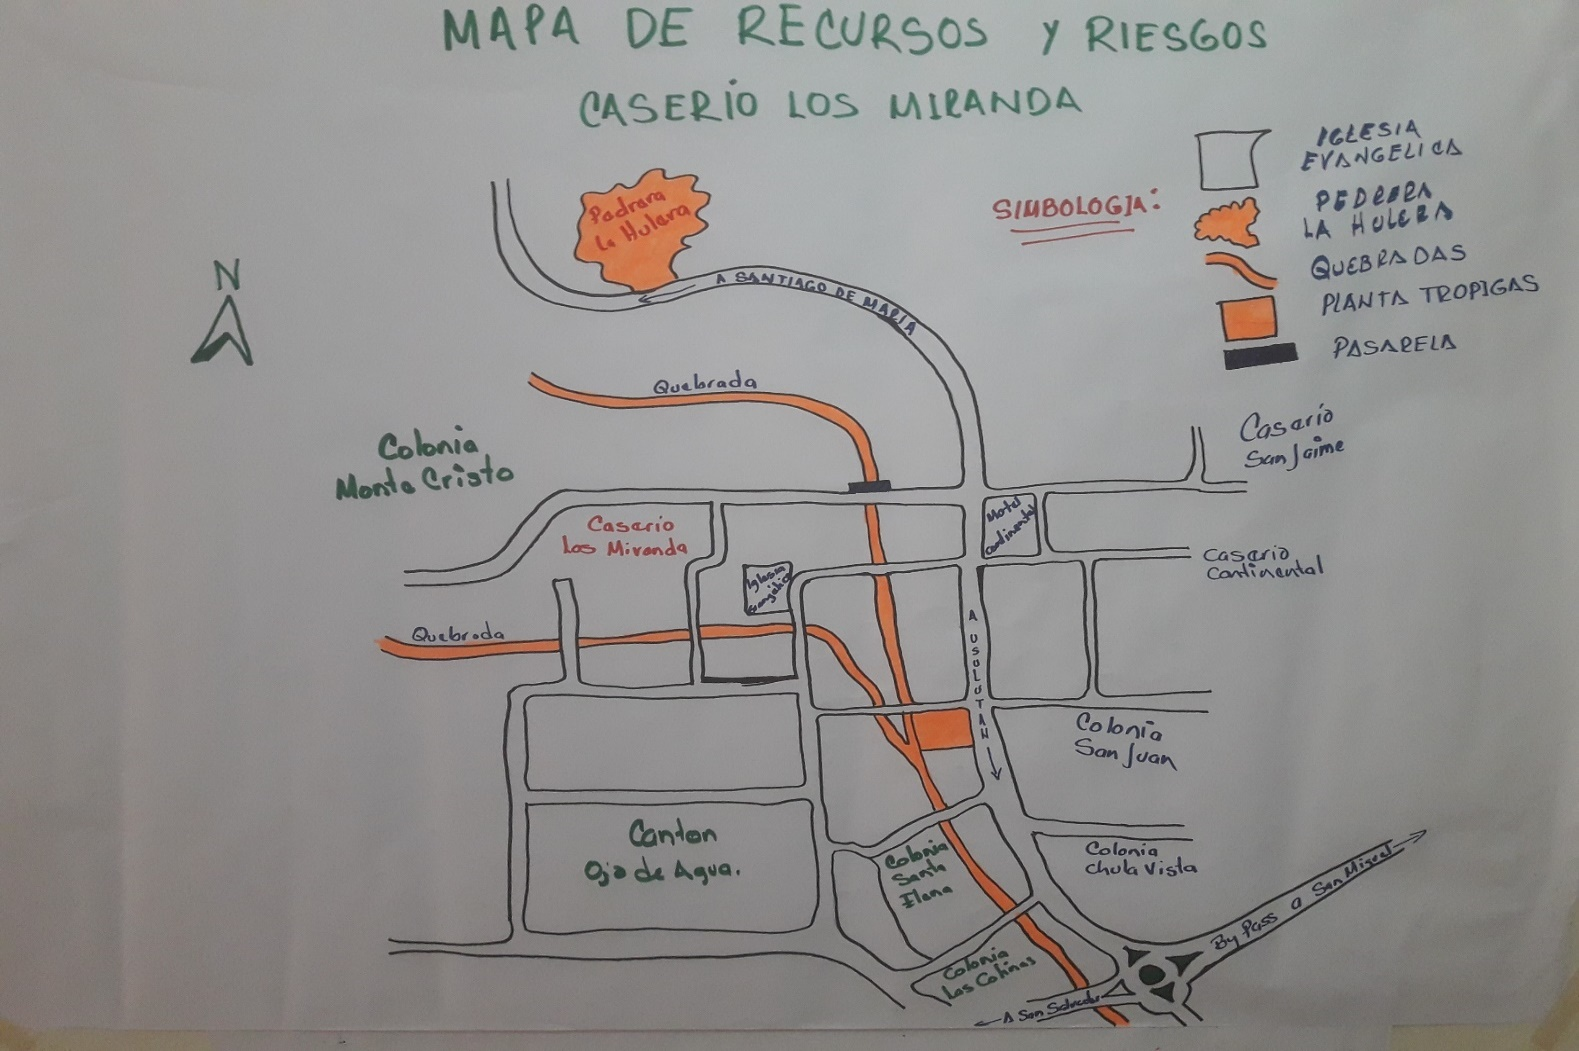 MAPA DE RECURSOS Y RIESGOS
CASERIO LOS MIRANDA
SIMBOLOGIA:
IGLESIA
EVANGELICA
PEDRERA
LA HULERA
QUEBRADAS
PLANTA TROPIGAS
PASARELA
N
Pedrera
La Hulera
A SANTIAGO DE MARIA
Quebrada
Colonia
Monte Cristo
Caserio
San Jaime
Caserio
Los Miranda
Motel
Continental
Iglesia
Evangelica
Caserio
Continental
Quebrada
A USULUTAN
Colonia
San Juan
Canton
Ojo de Agua.
Colonia
Santa
Elena
Colonia
Chula Vista
By Pass a San Miguel
Colonia
Las Colinas
A San Salvador